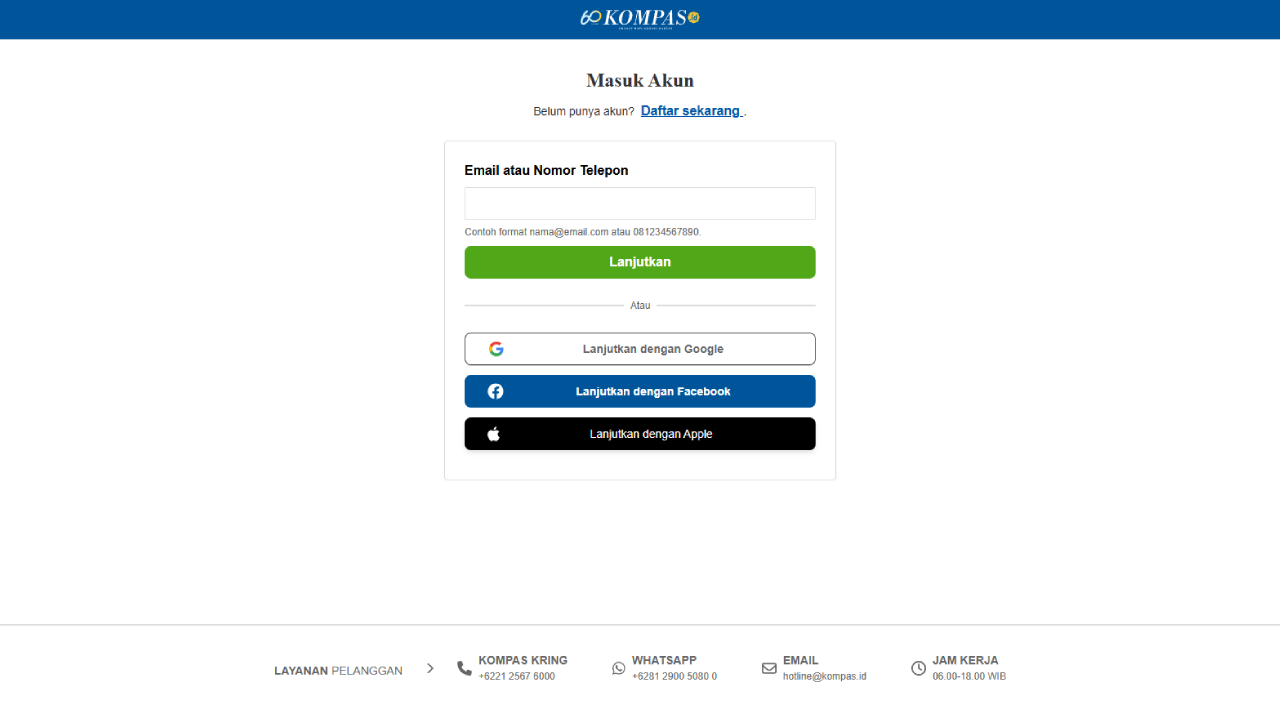 60 KOMPAS.id
Masuk Akun
Belum punya akun? Daftar sekarang .
Email atau Nomor Telepon
Contoh format nama@email.com atau 081234567890.
Lanjutkan
Atau
Lanjutkan dengan Google
Lanjutkan dengan Facebook
Lanjutkan dengan Apple
LAYANAN PELANGGAN
KOMPAS KRING
+6221 2567 6000
WHATSAPP
+6281 2900 5080 0
EMAIL
hotline@kompas.id
JAM KERJA
06.00-18.00 WIB